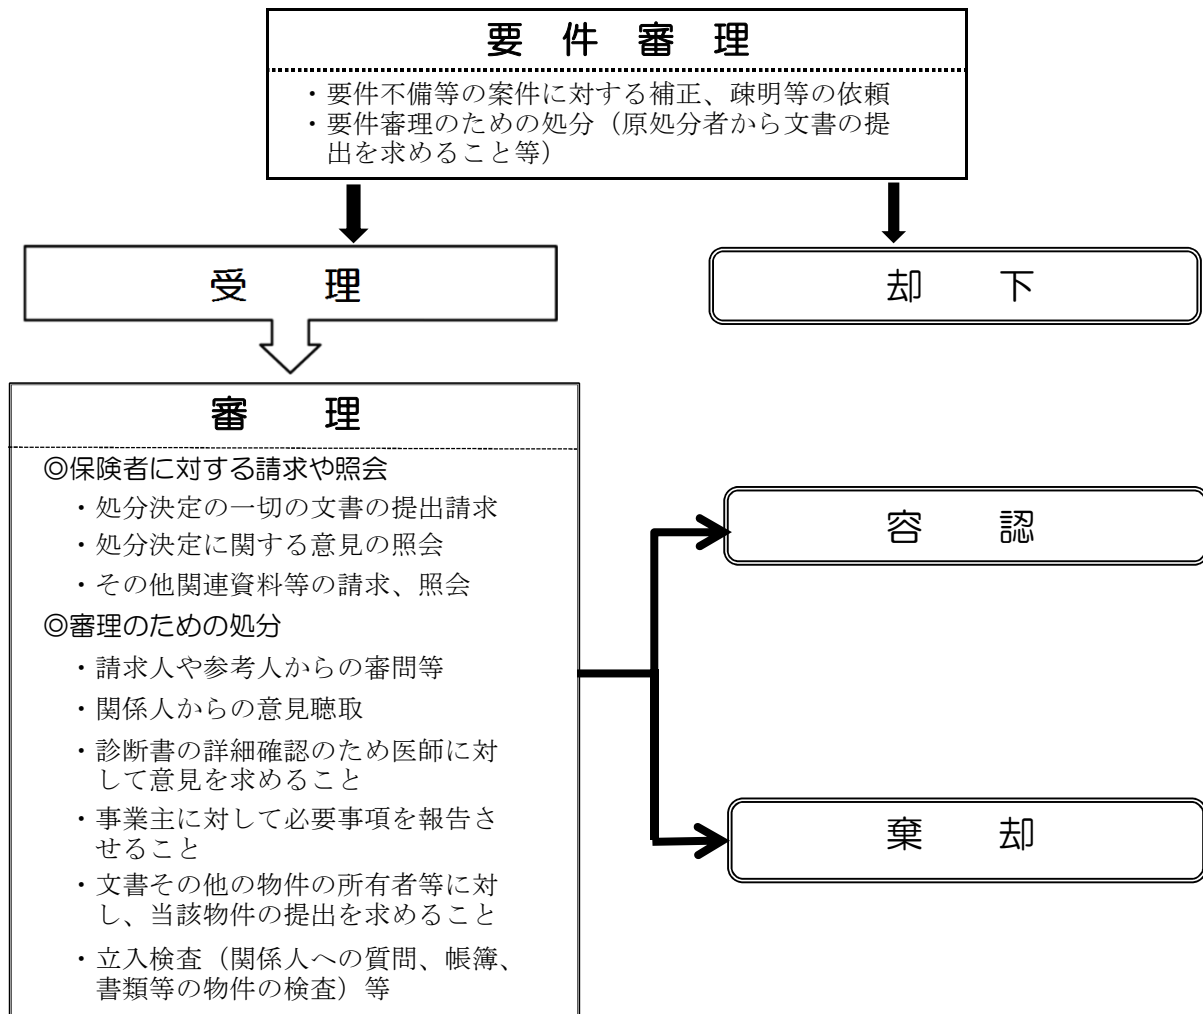 要件審理
・要件不備等の案件に対する補正、疎明等の依頼
・要件審理のための処分（原処分者から文書の提
出を求めること等）
受理
却下
審理
◎保険者に対する請求や照会
・処分決定の一切の文書の提出請求
・処分決定に関する意見の照会
・その他関連資料等の請求、照会
◎審理のための処分
・請求人や参考人からの審問等
・関係人からの意見聴取
・診断書の詳細確認のため医師に対
して意見を求めること
・事業主に対して必要事項を報告さ
せること
・文書その他の物件の所有者等に対
し、当該物件の提出を求めること
・立入検査（関係人への質問、帳簿、
書類等の物件の検査）等
容認
棄却